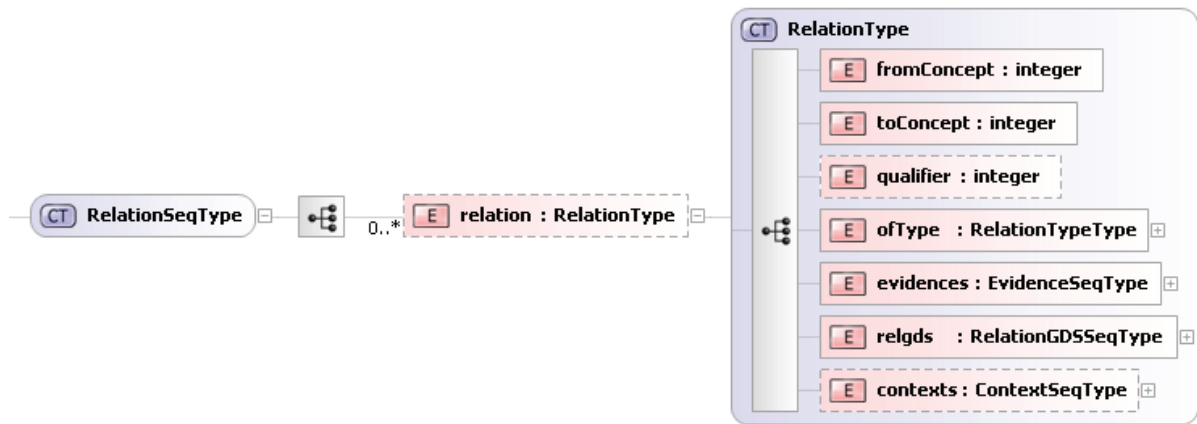 CT RelationType
E fromConcept : integer
E toConcept : integer
E qualifier : integer
CT RelationSeqType
0..*
E relation : RelationType
E ofType : RelationTypeType
E evidences : EvidenceSeqType
E relgds : RelationGDSSeqType
E contexts : ContextSeqType